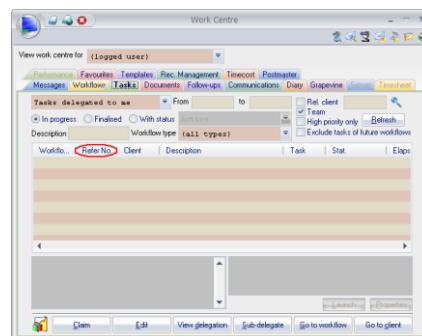 Work Centre
View work centre for (logged user)
Performance Favourites Templates Rec. Management Timecost Postmaster
Messages Workflows Tasks Documents Follow-ups Communications Diary Grapevine Timesheet
Tasks delegated to me From to Rel. client
In progress Finalised With status Active Team
High priority only Refresh
Description Workflow type (all types) Exclude tasks of future workflows
Workflo... Refer No. Client Description Task Stat. Elaps
Launch Properties
Claim Edit View delegation Sub-delegate Go to workflow Go to client